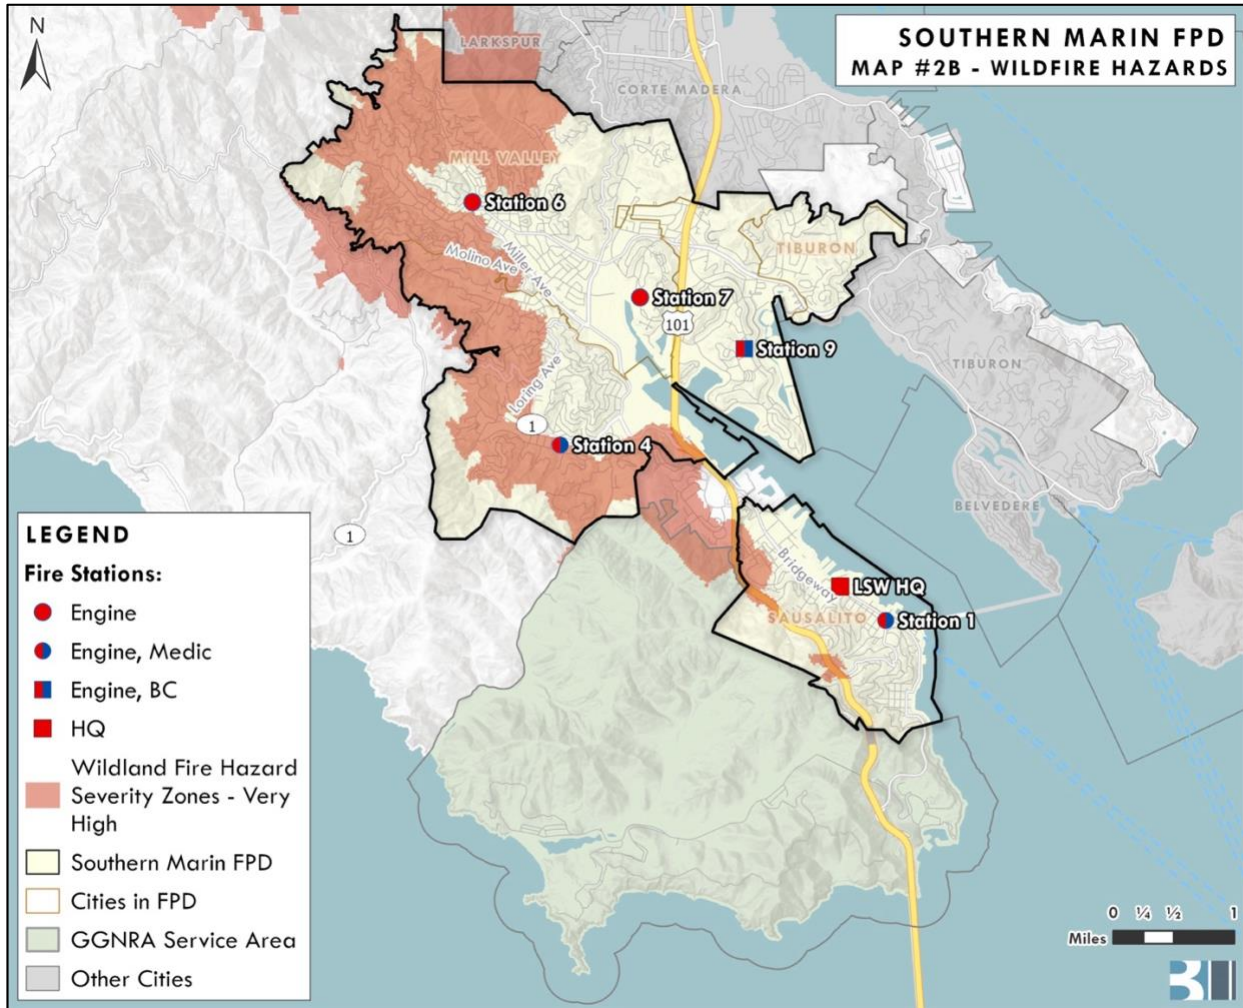 SOUTHERN MARIN FPD
MAP #2B - WILDFIRE HAZARDS
N
LARKSPUR
CORTE MADERA
MILL VALLEY
Station 6
TIBURON
Molino Ave
Miller Ave
Station 7
101
Station 9
TIBURON
Loring Ave
1
Station 4
BELVEDERE
1
Bridgeway
LSW HQ
SAUSALITO
Station 1
LEGEND
Fire Stations:
Engine
Engine, Medic
Engine, BC
HQ
Wildland Fire Hazard
Severity Zones - Very
High
Southern Marin FPD
Cities in FPD
GGNRA Service Area
Other Cities
0 ¼ ½ 1
Miles